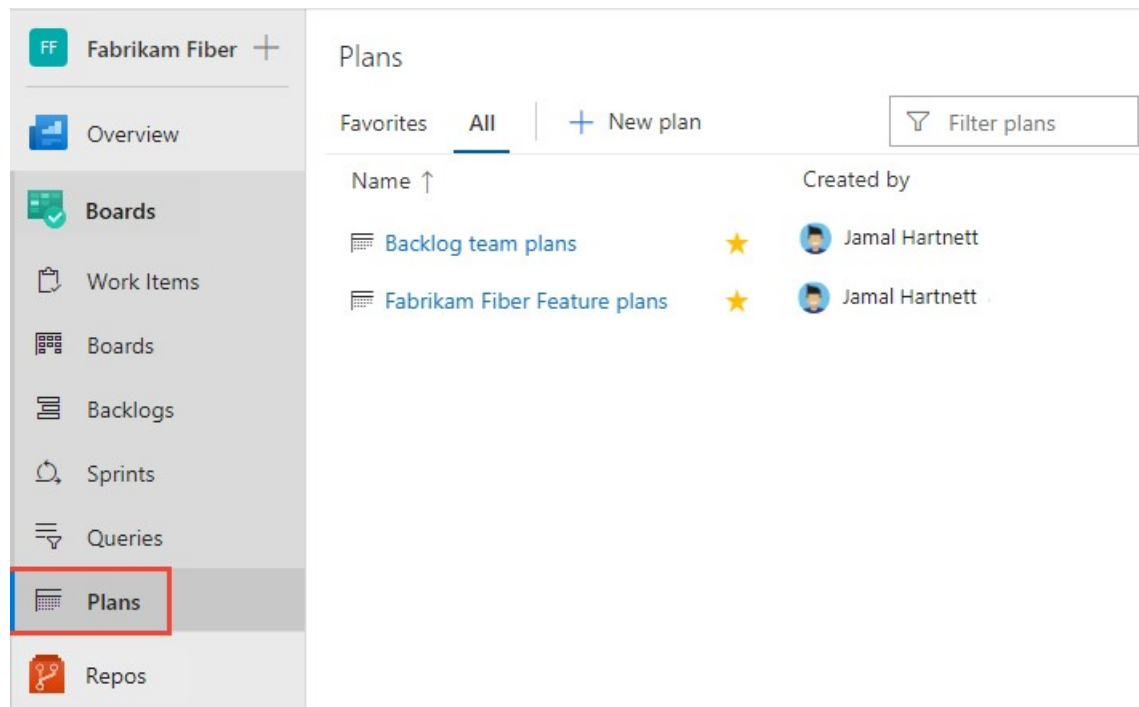 FF Fabrikam Fiber
Overview
Boards
Work Items
Boards
Backlogs
Sprints
Queries
Plans
Repos
Plans
Favorites All New plan Filter plans
Name ↑ Created by
Backlog team plans Jamal Hartnett
Fabrikam Fiber Feature plans Jamal Hartnett